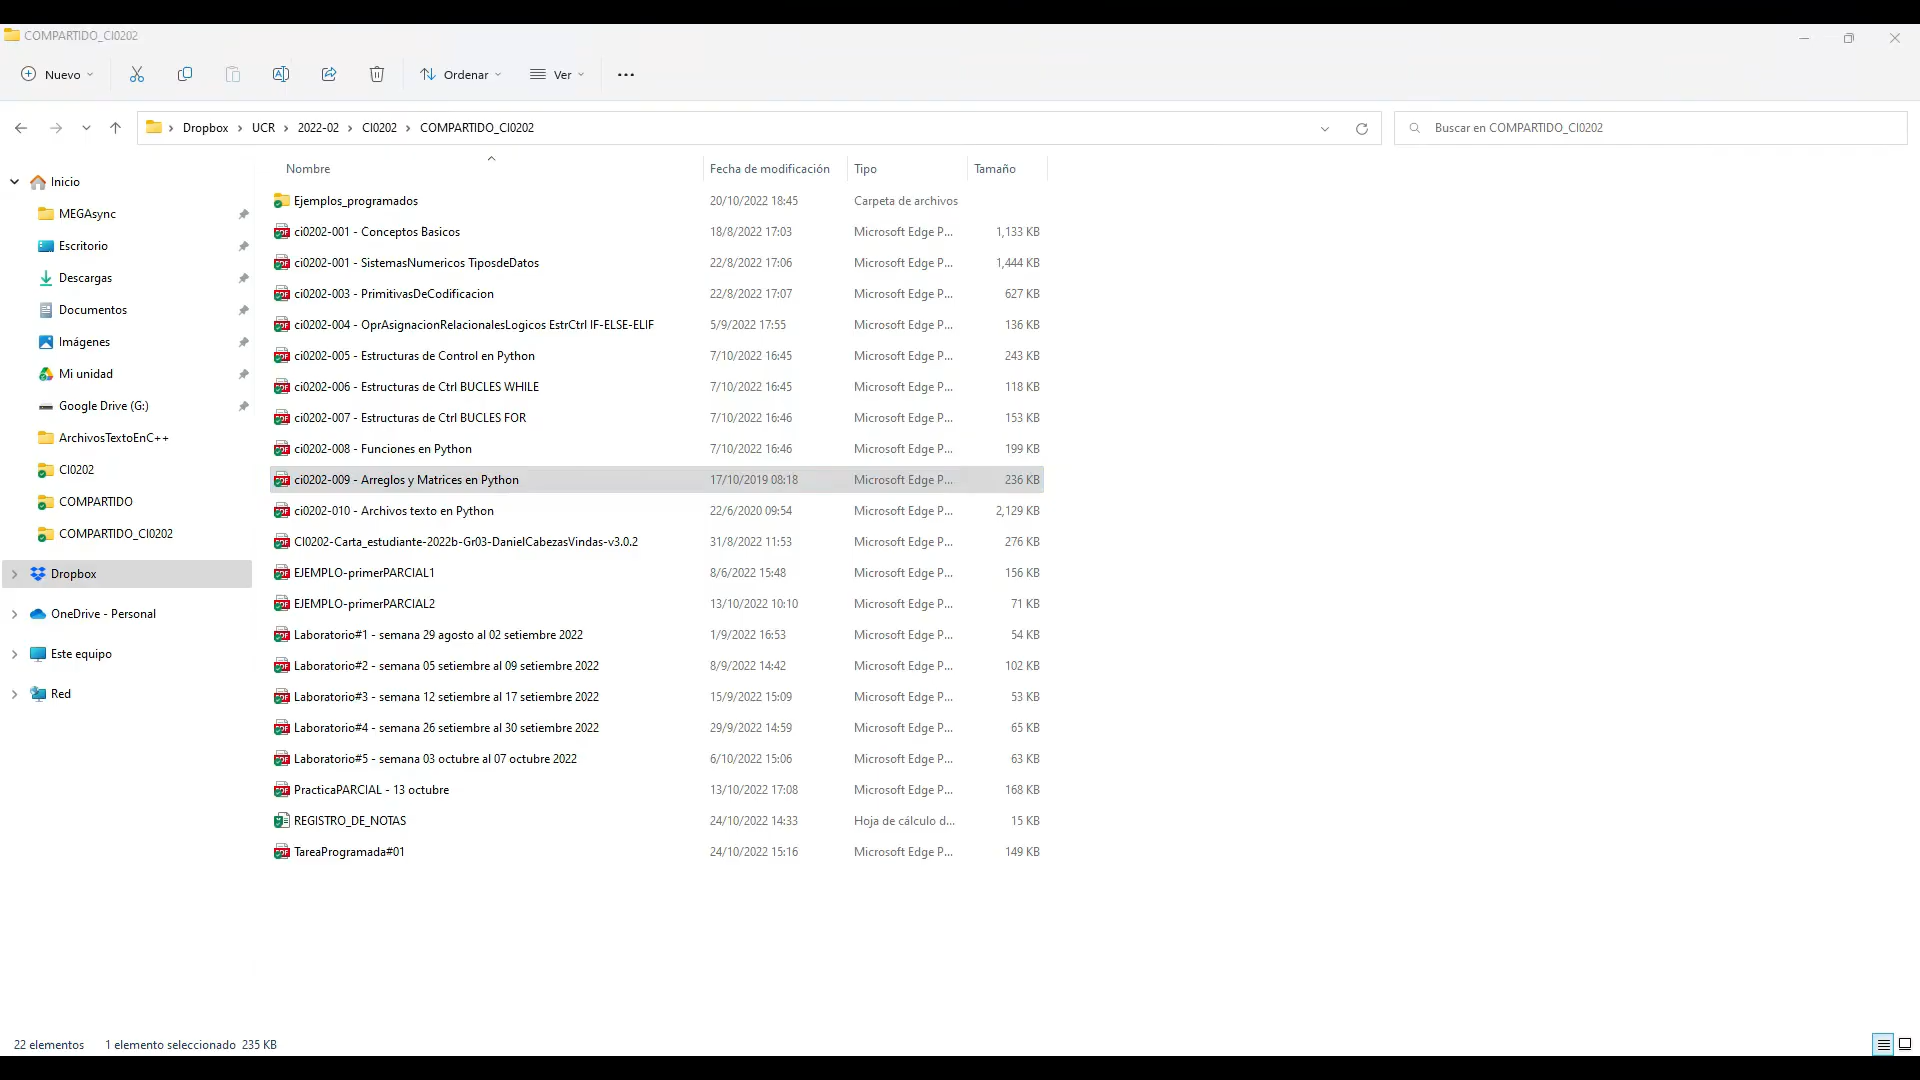 COMPARTIDO_CI0202
Nuevo
Ordenar
Ver
Dropbox
UCR
2022-02
CI0202
COMPARTIDO_CI0202
Buscar en COMPARTIDO_CI0202
Nombre Fecha de modificación Tipo Tamaño
Inicio
MEGAsync
Escritorio
Descargas
Documentos
Imágenes
Mi unidad
Google Drive (G:)
ArchivosTextoEnC++
CI0202
COMPARTIDO
COMPARTIDO_CI0202
Dropbox
OneDrive - Personal
Este equipo
Red
Ejemplos_programados 20/10/2022 18:45 Carpeta de archivos
ci0202-001 - Conceptos Basicos 18/8/2022 17:03 Microsoft Edge P... 1,133 KB
ci0202-001 - SistemasNumericos TiposdeDatos 22/8/2022 17:06 Microsoft Edge P... 1,444 KB
ci0202-003 - PrimitivasDeCodificacion 22/8/2022 17:07 Microsoft Edge P... 627 KB
ci0202-004 - OprAsignacionRelacionalesLogicos EstrCtrl IF-ELSE-ELIF 5/9/2022 17:55 Microsoft Edge P... 136 KB
ci0202-005 - Estructuras de Control en Python 7/10/2022 16:45 Microsoft Edge P... 243 KB
ci0202-006 - Estructuras de Ctrl BUCLES WHILE 7/10/2022 16:45 Microsoft Edge P... 118 KB
ci0202-007 - Estructuras de Ctrl BUCLES FOR 7/10/2022 16:46 Microsoft Edge P... 153 KB
ci0202-008 - Funciones en Python 7/10/2022 16:46 Microsoft Edge P... 199 KB
ci0202-009 - Arreglos y Matrices en Python 17/10/2019 08:18 Microsoft Edge P... 236 KB
ci0202-010 - Archivos texto en Python 22/6/2020 09:54 Microsoft Edge P... 2,129 KB
CI0202-Carta_estudiante-2022b-Gr03-DanielCabezasVindas-v3.0.2 31/8/2022 11:53 Microsoft Edge P... 276 KB
EJEMPLO-primerPARCIAL1 8/6/2022 15:48 Microsoft Edge P... 156 KB
EJEMPLO-primerPARCIAL2 13/10/2022 10:10 Microsoft Edge P... 71 KB
Laboratorio#1 - semana 29 agosto al 02 setiembre 2022 1/9/2022 16:53 Microsoft Edge P... 54 KB
Laboratorio#2 - semana 05 setiembre al 09 setiembre 2022 8/9/2022 14:42 Microsoft Edge P... 102 KB
Laboratorio#3 - semana 12 setiembre al 17 setiembre 2022 15/9/2022 15:09 Microsoft Edge P... 53 KB
Laboratorio#4 - semana 26 setiembre al 30 setiembre 2022 29/9/2022 14:59 Microsoft Edge P... 65 KB
Laboratorio#5 - semana 03 octubre al 07 octubre 2022 6/10/2022 15:06 Microsoft Edge P... 63 KB
PracticaPARCIAL - 13 octubre 13/10/2022 17:08 Microsoft Edge P... 168 KB
REGISTRO_DE_NOTAS 24/10/2022 14:33 Hoja de cálculo d... 15 KB
TareaProgramada#01 24/10/2022 15:16 Microsoft Edge P... 149 KB
22 elementos 1 elemento seleccionado 235 KB